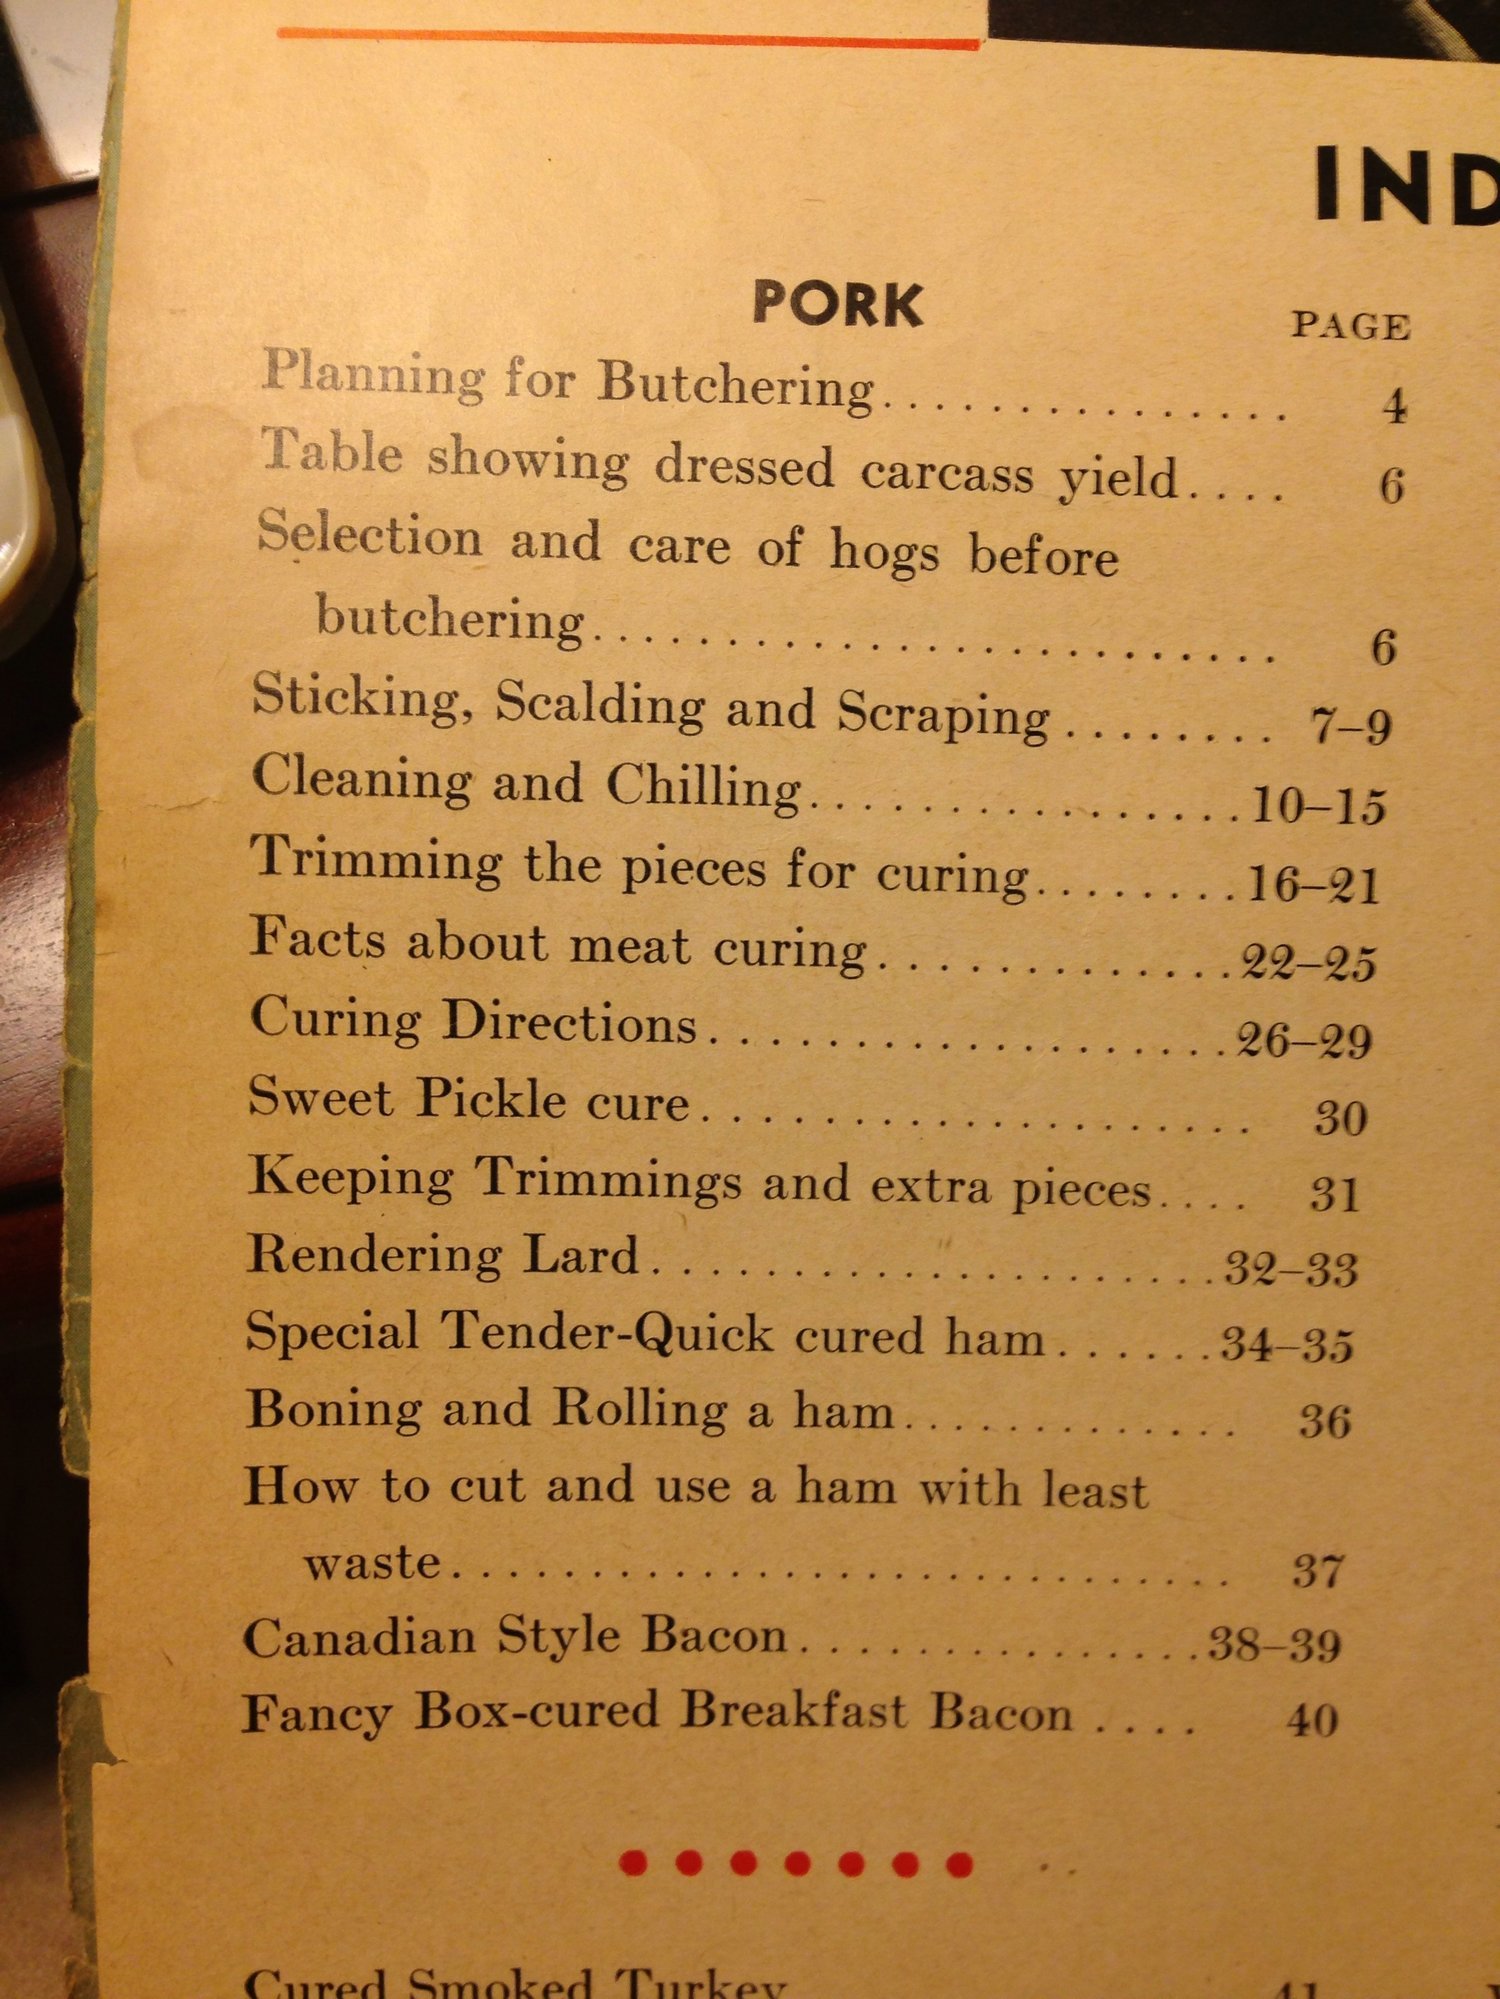 IND
PORK
PAGE
Planning for Butchering............... 4
Table showing dressed carcass yield.... 6
Selection and care of hogs before
butchering......................... 6
Sticking, Scalding and Scraping........ 7–9
Cleaning and Chilling................10–15
Trimming the pieces for curing........16–21
Facts about meat curing.............22–25
Curing Directions...................26–29
Sweet Pickle cure.................... 30
Keeping Trimmings and extra pieces.... 31
Rendering Lard....................32–33
Special Tender-Quick cured ham......34–35
Boning and Rolling a ham............ 36
How to cut and use a ham with least
waste............................ 37
Canadian Style Bacon..............38–39
Fancy Box-cured Breakfast Bacon.... 40
Cured Smoked Turkey 41